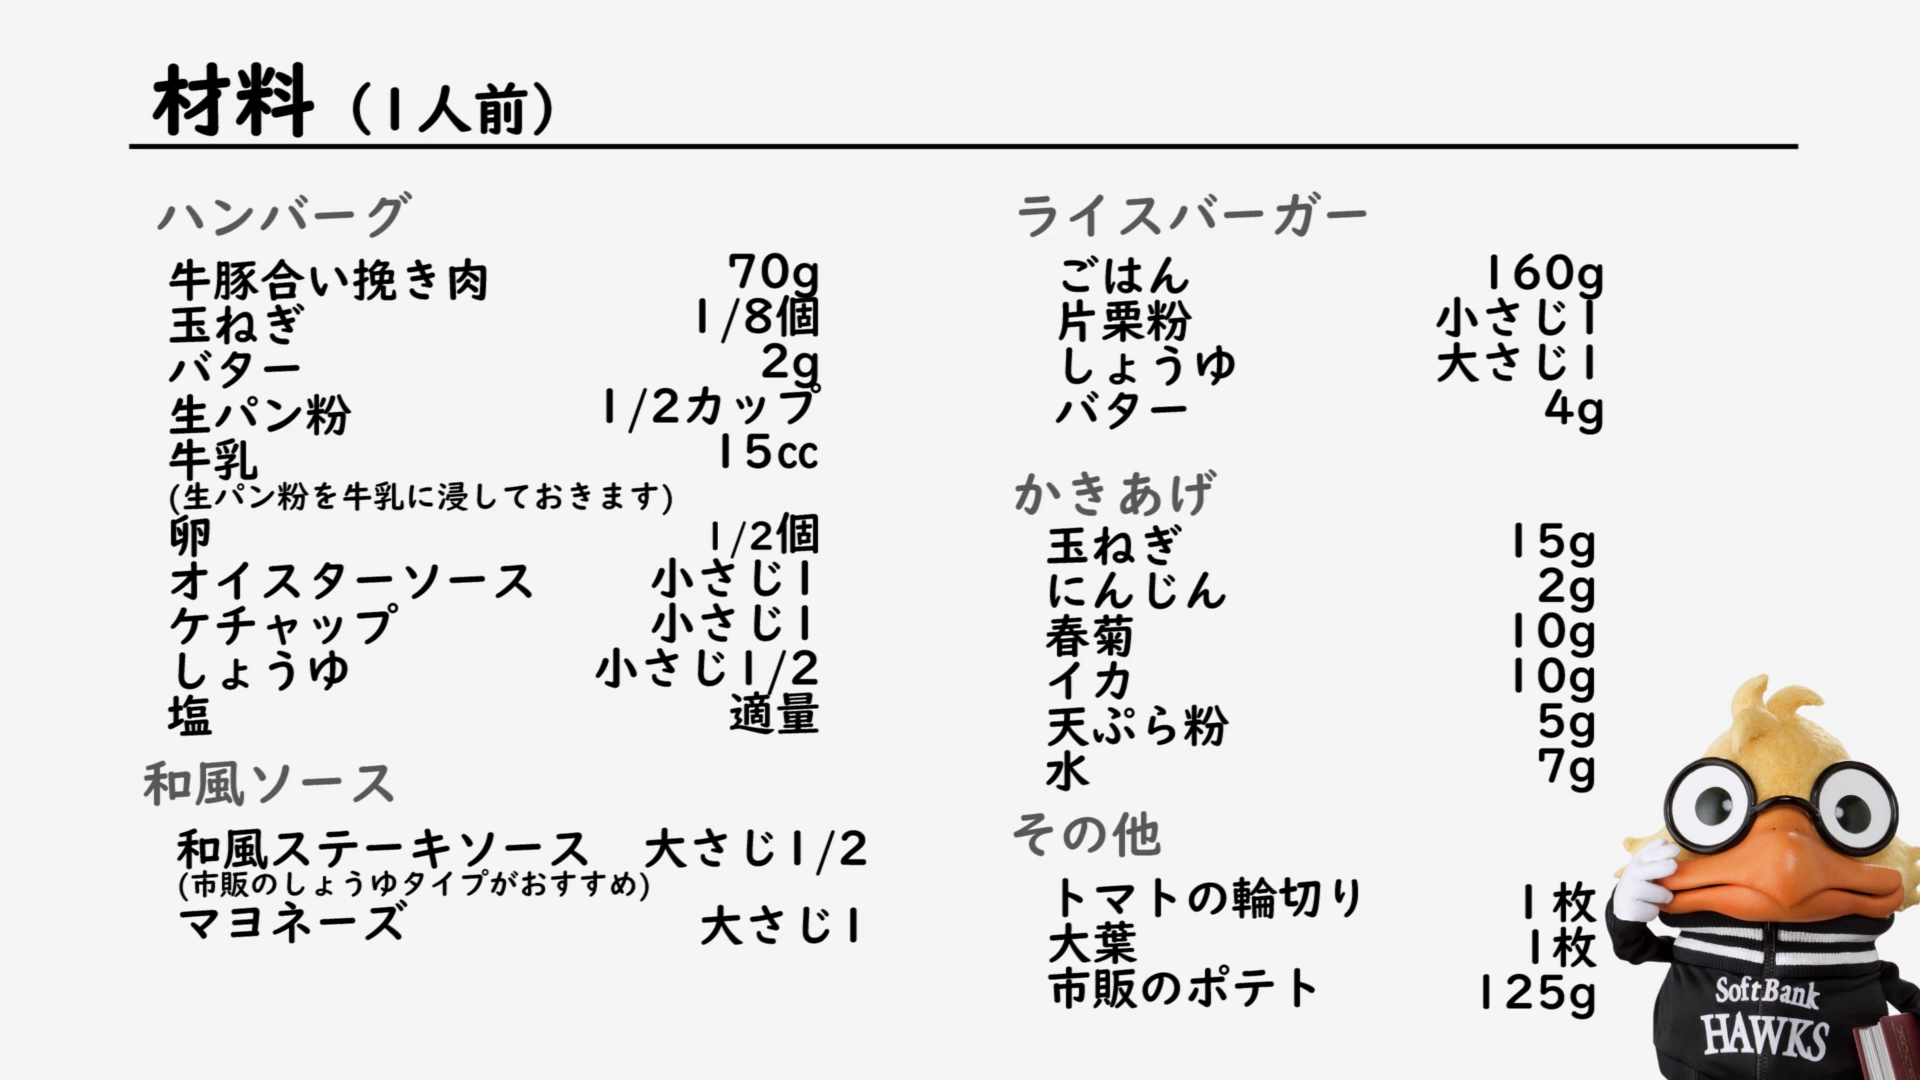 材料（1人前）
ハンバーグ
牛豚合い挽き肉 70g
玉ねぎ 1/8個
バター 2g
生パン粉 1/2カップ
牛乳 15cc
(生パン粉を牛乳に浸しておきます)
卵 1/2個
オイスターソース 小さじ1
ケチャップ 小さじ1
しょうゆ 小さじ1/2
塩 適量
和風ソース
和風ステーキソース 大さじ1/2
(市販のしょうゆタイプがおすすめ)
マヨネーズ 大さじ1
ライスバーガー
ごはん 160g
片栗粉 小さじ1
しょうゆ 大さじ1
バター 4g
かきあげ
玉ねぎ 15g
にんじん 2g
春菊 10g
イカ 10g
天ぷら粉 5g
水 7g
その他
トマトの輪切り 1枚
大葉 1枚
市販のポテト 125g
SoftBank
HAWKS